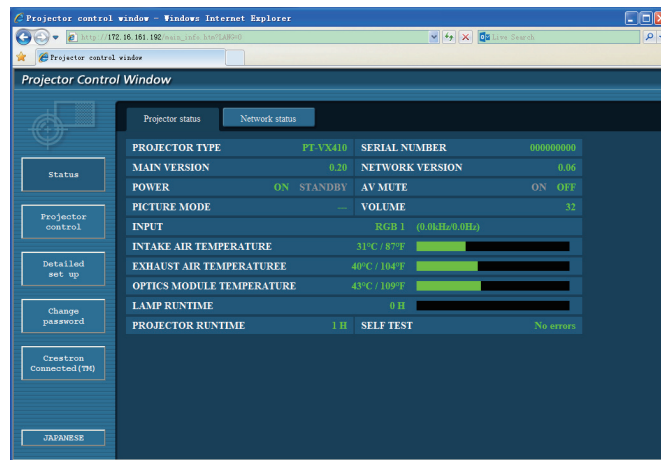 Projector control window - Windows Internet Explorer
http://172.16.161.192/main_info.htm?LANG=0
Live Search
Projector control window
Projector Control Window
Projector status Network status
PROJECTOR TYPE PT-VX410 SERIAL NUMBER 000000000
MAIN VERSION 0.20 NETWORK VERSION 0.06
POWER ON STANDBY AV MUTE ON OFF
PICTURE MODE --- VOLUME 32
INPUT RGB 1 (0.0kHz/0.0Hz)
INTAKE AIR TEMPERATURE 31°C / 87°F
EXHAUST AIR TEMPERATUREE 40°C / 104°F
OPTICS MODULE TEMPERATURE 43°C / 109°F
LAMP RUNTIME 0 H
PROJECTOR RUNTIME 1 H SELF TEST No errors
Status
Projector
control
Detailed
set up
Change
password
Crestron
Connected(TM)
JAPANESE